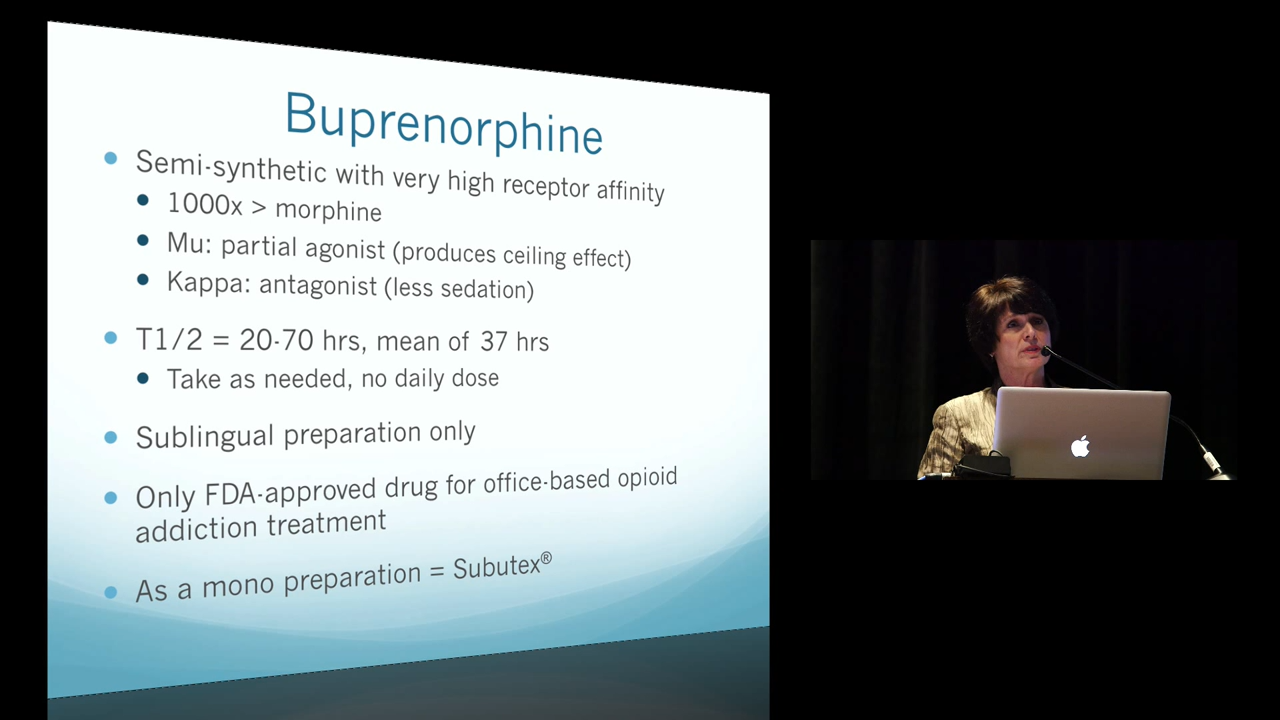 Buprenorphine
Semi-synthetic with very high receptor affinity
1000x > morphine
Mu: partial agonist (produces ceiling effect)
Kappa: antagonist (less sedation)
T1/2 = 20-70 hrs, mean of 37 hrs
Take as needed, no daily dose
Sublingual preparation only
Only FDA-approved drug for office-based opioid
addiction treatment
As a mono preparation = Subutex®